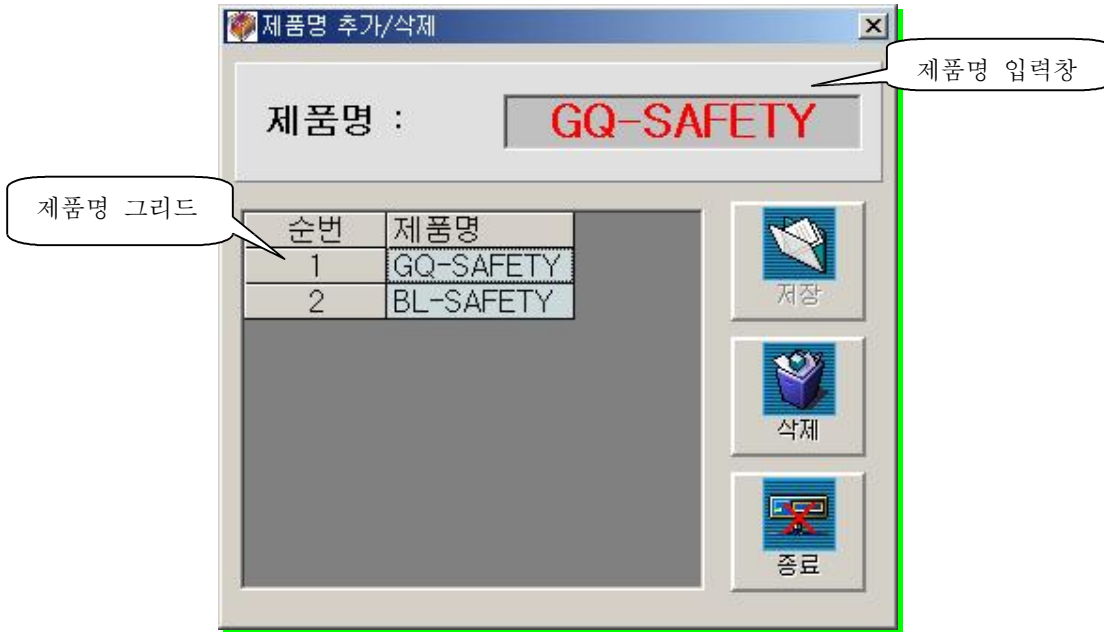 제품명 추가/삭제
제품명 입력창
제품명 : GQ-SAFETY
제품명 그리드
순번 제품명
1 GQ-SAFETY
2 BL-SAFETY
저장
삭제
종료